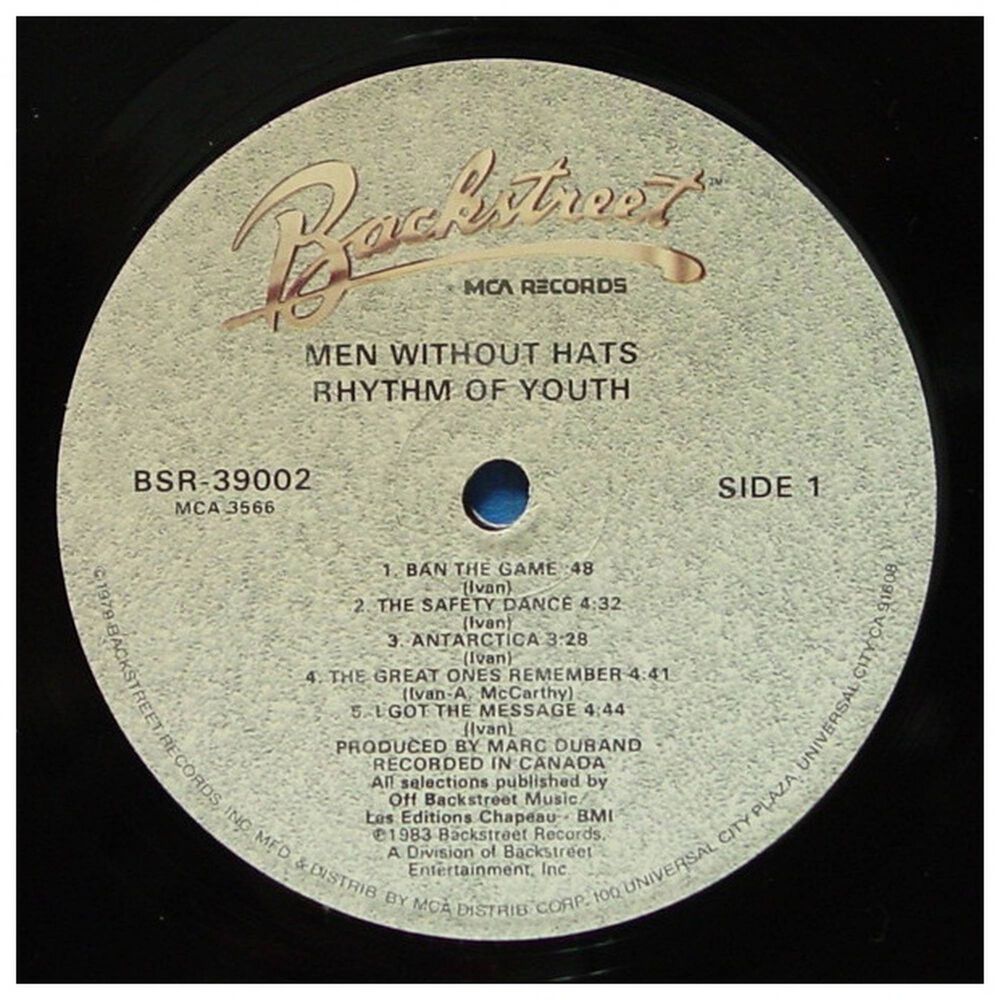 Backstreet™
MCA RECORDS
MEN WITHOUT HATS
RHYTHM OF YOUTH
BSR-39002
MCA 3566
SIDE 1
1. BAN THE GAME :48
(Ivan)
2. THE SAFETY DANCE 4:32
(Ivan)
3. ANTARCTICA 3:28
(Ivan)
4. THE GREAT ONES REMEMBER 4:41
(Ivan-A. McCarthy)
5. I GOT THE MESSAGE 4:44
(Ivan)
PRODUCED BY MARC DURAND
RECORDED IN CANADA
All selections published by
Off Backstreet Music/
Les Editions Chapeau - BMI
℗1983 Backstreet Records,
A Division of Backstreet
Entertainment, Inc
©1979 BACKSTREET RECORDS, INC. MFD. & DISTRIB. BY MCA DISTRIB. CORP. 100 UNIVERSAL CITY PLAZA, UNIVERSAL CITY CA 91608